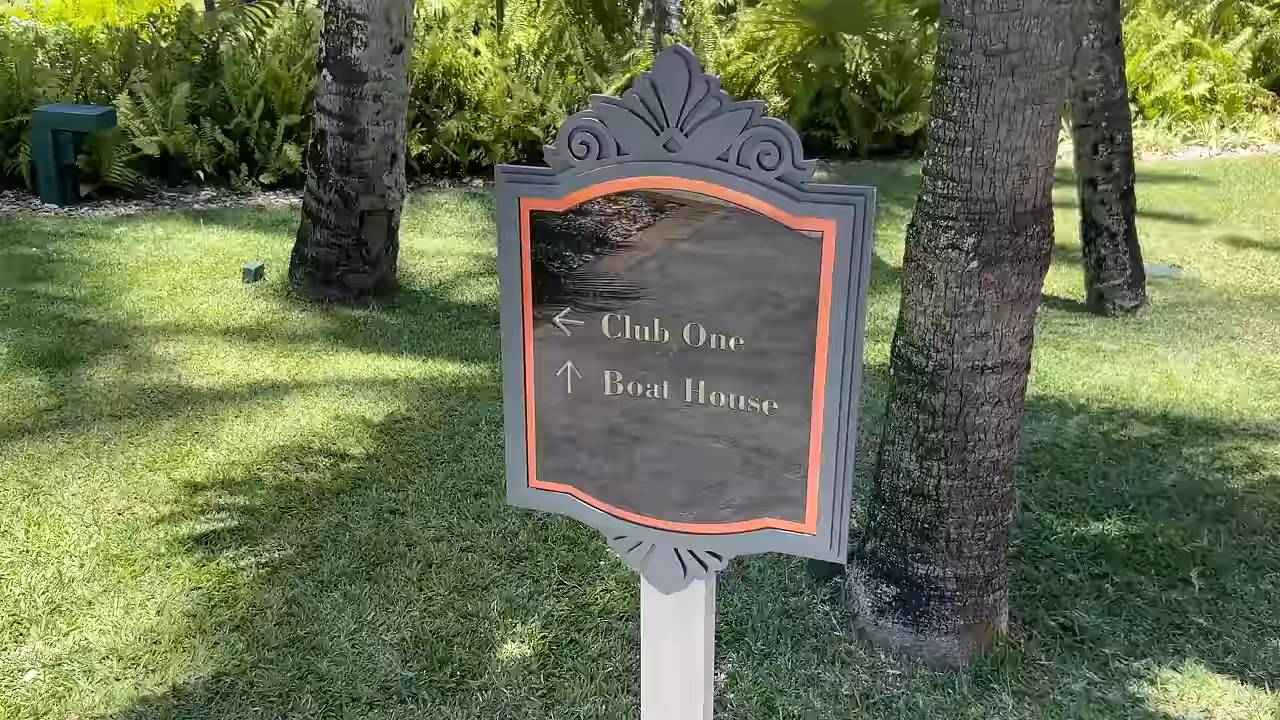 ← Club One
↑ Boat House